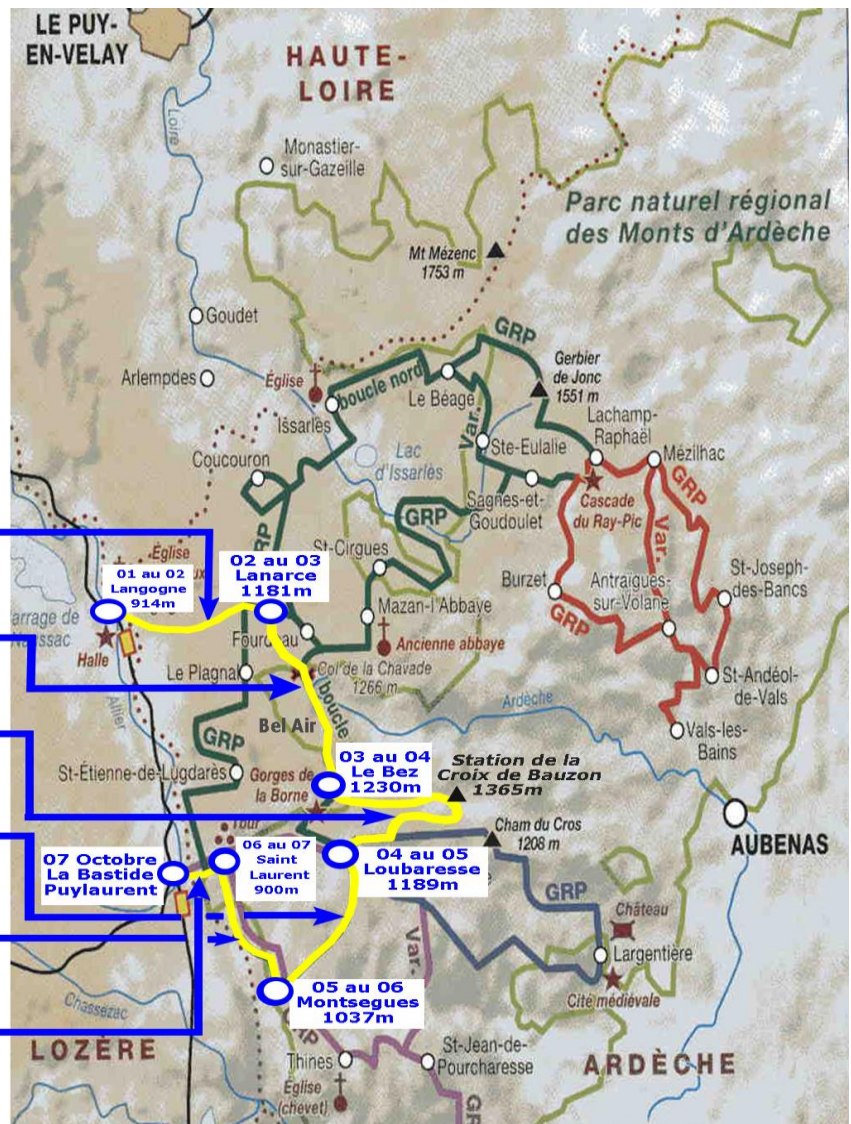 LE PUY-
EN-VELAY
HAUTE-
LOIRE
Loire
Monastier-
sur-Gazeille
Parc naturel régional
des Monts d'Ardèche
Mt Mézenc
1753 m
Goudet
Arlempdes
Église
Issarlès
boucle nord
GRP
Le Béage
Var.
Gerbier
de Jonc
1551 m
Lachamp-
Raphaël
Mézilhac
Ste-Eulalie
Coucouron
Lac
d'Issarlès
Sagnes-et-
Goudoulet
Cascade
du Ray-Pic
GRP
Var.
GRP
St-Cirgues
Église
01 au 02
Langogne
914m
02 au 03
Lanarce
1181m
Halle
Mazan-l'Abbaye
Ancienne abbaye
Burzet
GRP
Antraigues-
sur-Volane
St-Joseph-
des-Bancs
St-Andéol-
de-Vals
Vals-les-
Bains
Le Plagnal
Col de la Chavade
1266 m
boucle
Bel Air
Allier
Ardèche
GRP
St-Étienne-de-Lugdarès
Gorges de
la Borne
03 au 04
Le Bez
1230m
Station de la
Croix de Bauzon
1365m
Cham du Cros
1208 m
AUBENAS
Tour
07 Octobre
La Bastide
Puylaurent
06 au 07
Saint
Laurent
900m
04 au 05
Loubaresse
1189m
GRP
Château
Largentière
Cité médiévale
Var.
05 au 06
Montsegues
1037m
Chassezac
LOZÈRE
GRP
Thines
Église
(chevet)
St-Jean-de-
Pourcharesse
ARDÈCHE